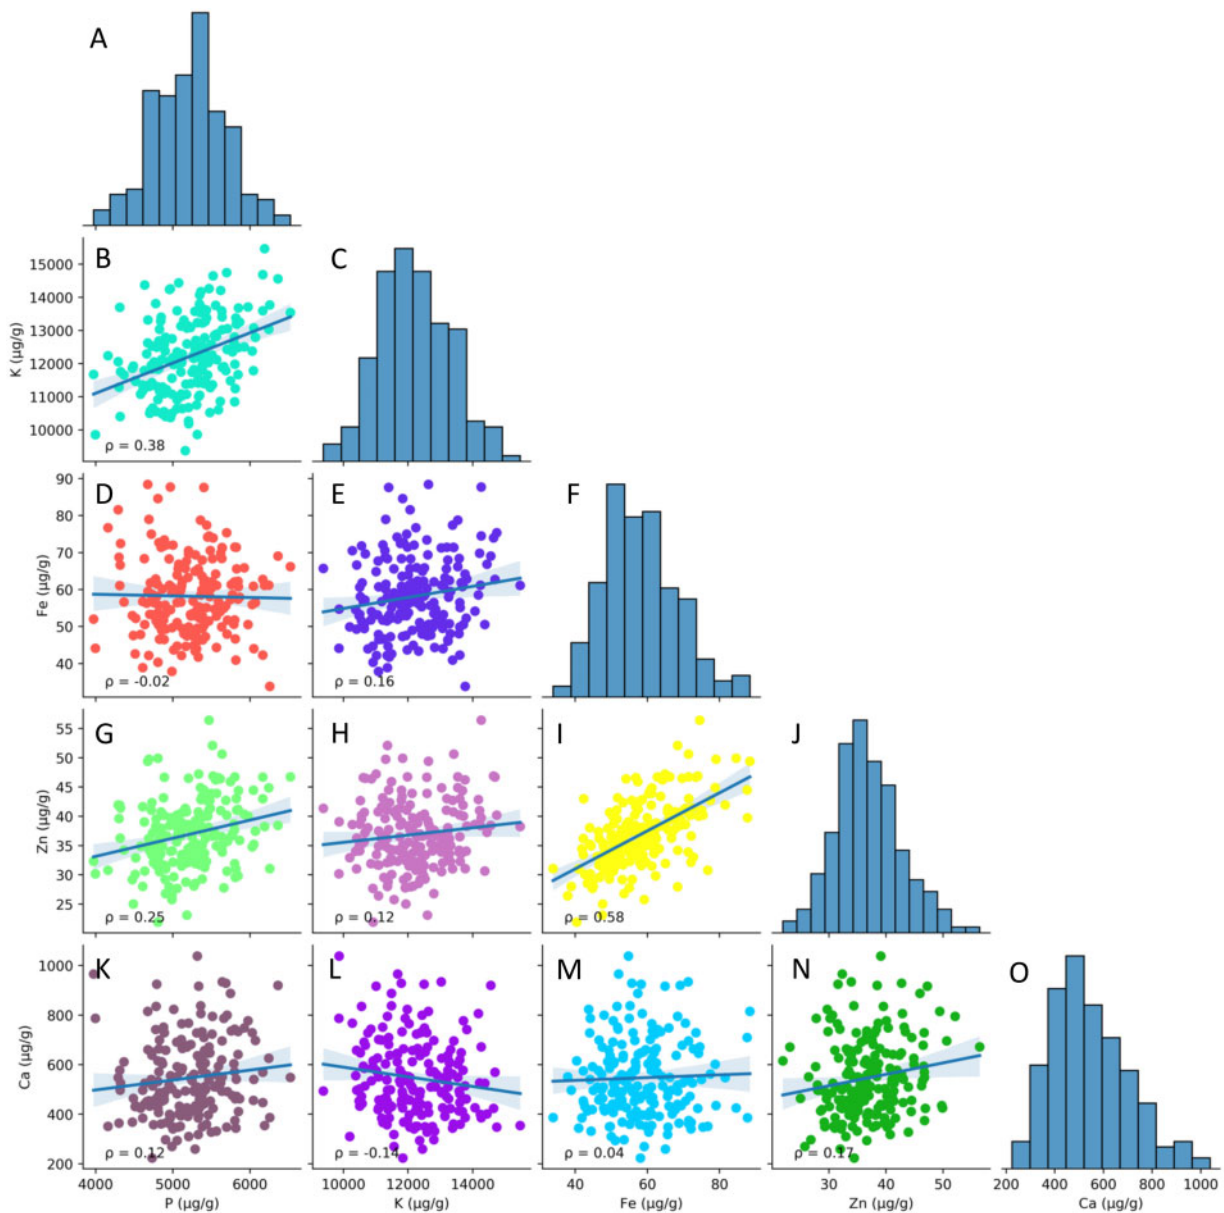 A
B
C
K (µg/g)
15000
14000
13000
12000
11000
10000
ρ = 0.38
D
E
F
Fe (µg/g)
90
80
70
60
50
40
ρ = -0.02
ρ = 0.16
G
H
I
J
Zn (µg/g)
55
50
45
40
35
30
25
ρ = 0.25
ρ = 0.12
ρ = 0.58
K
L
M
N
O
Ca (µg/g)
1000
800
600
400
200
ρ = 0.12
ρ = -0.14
ρ = 0.04
ρ = 0.17
4000 5000 6000
10000 12000 14000
40 60 80
30 40 50
200 400 600 800 1000
P (µg/g)
K (µg/g)
Fe (µg/g)
Zn (µg/g)
Ca (µg/g)